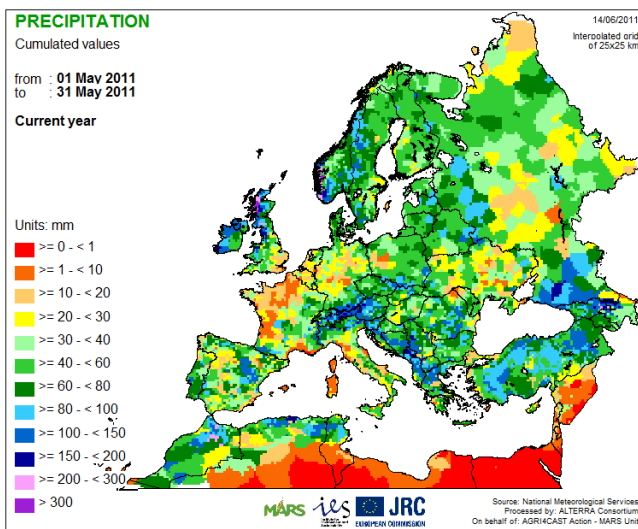 PRECIPITATION
Cumulated values
from : 01 May 2011
to : 31 May 2011
Current year
14/06/2011
Interpolated grid
of 25x25 km
Units: mm
>= 0 - < 1
>= 1 - < 10
>= 10 - < 20
>= 20 - < 30
>= 30 - < 40
>= 40 - < 60
>= 60 - < 80
>= 80 - < 100
>= 100 - < 150
>= 150 - < 200
>= 200 - < 300
> 300
MARS ies JRC
EUROPEAN COMMISSION
Source: National Meteorological Services
Processed by: ALTERRA Consortium
On behalf of: AGRI4CAST Action - MARS Unit